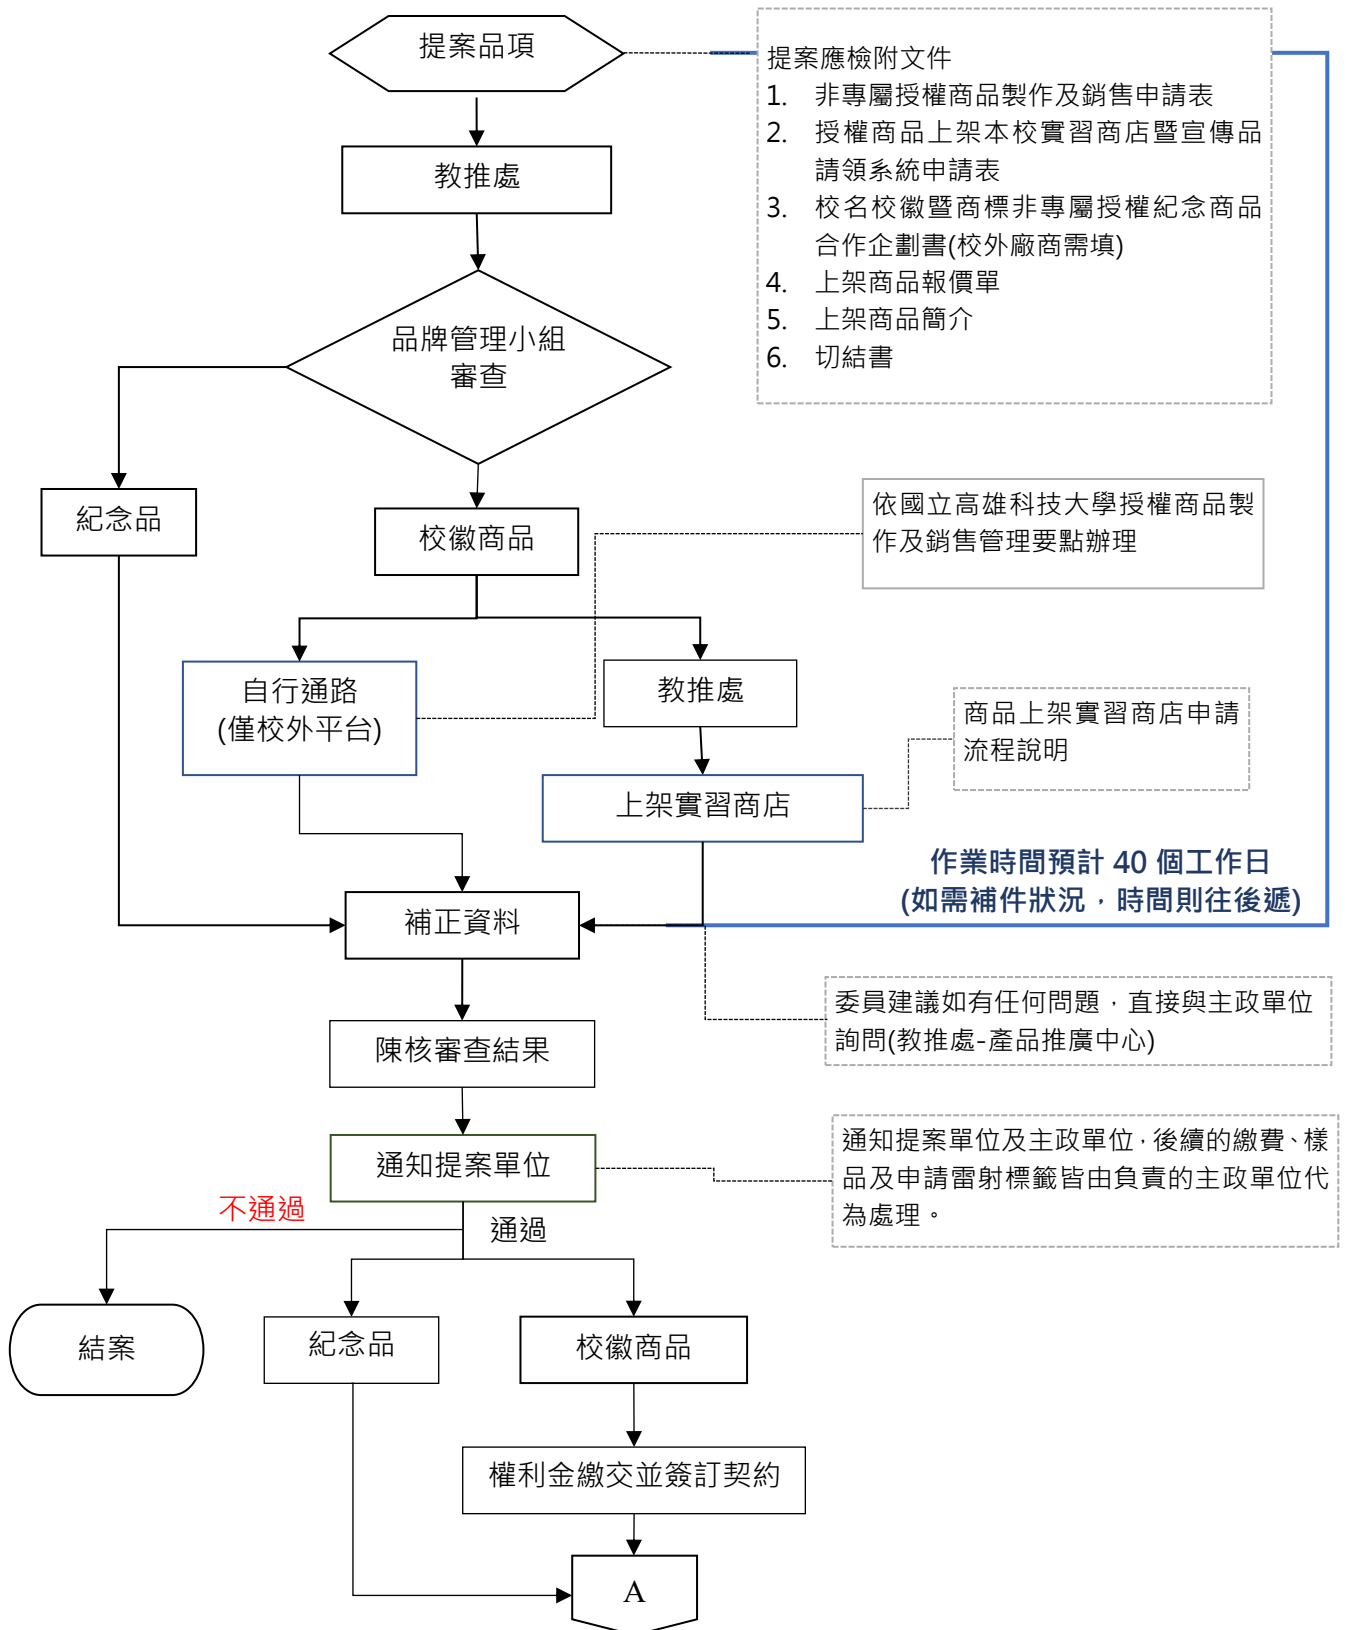 提案品項
提案應檢附文件
1. 非專屬授權商品製作及銷售申請表
2. 授權商品上架本校實習商店暨宣傳品
請領系統申請表
3. 校名校徽暨商標非專屬授權紀念商品
合作企劃書(校外廠商需填)
4. 上架商品報價單
5. 上架商品簡介
6. 切結書
教推處
品牌管理小組
審查
紀念品
校徽商品
依國立高雄科技大學授權商品製
作及銷售管理要點辦理
自行通路
(僅校外平台)
教推處
商品上架實習商店申請
流程說明
上架實習商店
作業時間預計 40 個工作日
(如需補件狀況，時間則往後遞)
補正資料
委員建議如有任何問題，直接與主政單位
詢問(教推處-產品推廣中心)
陳核審查結果
通知提案單位
通知提案單位及主政單位，後續的繳費、樣
品及申請雷射標籤皆由負責的主政單位代
為處理。
不通過
通過
結案
紀念品
校徽商品
權利金繳交並簽訂契約
A